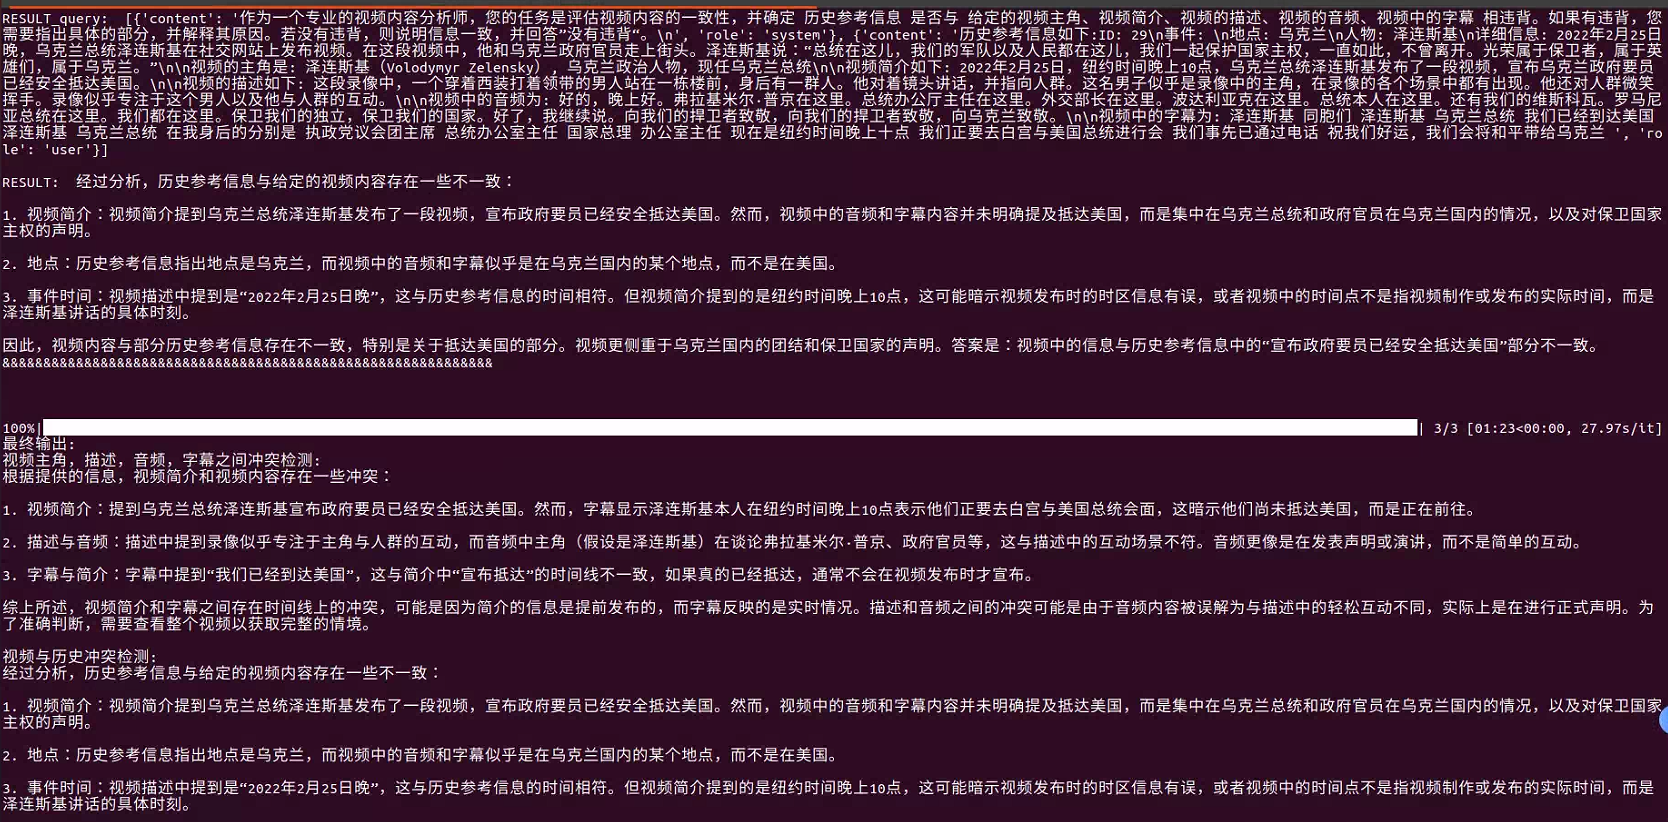 RESULT_query:  [{'content': '作为一个专业的视频内容分析师，您的任务是评估视频内容的一致性，并确定 历史参考信息 是否与 给定的视频主角、视频简介、视频的描述、视频的音频、视频中的字幕 相违背。如果有违背，您
需要指出具体的部分，并解释其原因。若没有违背，则说明信息一致，并回答”没有违背“。\n', 'role': 'system'}, {'content': '历史参考信息如下:ID: 29\n事件: \n地点: 乌克兰\n人物: 泽连斯基\n详细信息: 2022年2月25日
晚，乌克兰总统泽连斯基在社交网站上发布视频。在这段视频中，他和乌克兰政府官员走上街头。泽连斯基说：“总统在这儿，我们的军队以及人民都在这儿，我们一起保护国家主权，一直如此，不曾离开。光荣属于保卫者，属于英
雄们，属于乌克兰。”\n\n视频的主角是: 泽连斯基（Volodymyr Zelensky），乌克兰政治人物，现任乌克兰总统\n\n视频简介如下: 2022年2月25日，纽约时间晚上10点，乌克兰总统泽连斯基发布了一段视频，宣布乌克兰政府要员
已经安全抵达美国。\n\n视频的描述如下: 这段录像中，一个穿着西装打着领带的男人站在一栋楼前，身后有一群人。他对着镜头讲话，并指向人群。这名男子似乎是录像中的主角，在录像的各个场景中都有出现。他还对人群微笑
挥手。录像似乎专注于这个男人以及他与人群的互动。\n\n视频中的音频为: 好的，晚上好。弗拉基米尔·普京在这里。总统办公厅主任在这里。外交部长在这里。波达利亚克在这里。总统本人在这里。还有我们的维斯科瓦。罗马尼
亚总统在这里。我们都在这里。保卫我们的独立，保卫我们的国家。好了，我继续说。向我们的捍卫者致敬，向我们的捍卫者致敬，向乌克兰致敬。\n\n视频中的字幕为: 泽连斯基 同胞们 泽连斯基 乌克兰总统 我们已经到达美国
泽连斯基 乌克兰总统 在我身后的分别是 执政党议会团主席 总统办公室主任 国家总理 办公室主任 现在是纽约时间晚上十点 我们正要去白宫与美国总统进行会 我们事先已通过电话 祝我们好运, 我们会将和平带给乌克兰 ', 'ro
le': 'user'}]
RESULT:  经过分析，历史参考信息与给定的视频内容存在一些不一致：
1. 视频简介：视频简介提到乌克兰总统泽连斯基发布了一段视频，宣布政府要员已经安全抵达美国。然而，视频中的音频和字幕内容并未明确提及抵达美国，而是集中在乌克兰总统和政府官员在乌克兰国内的情况，以及对保卫国家
主权的声明。
2. 地点：历史参考信息指出地点是乌克兰，而视频中的音频和字幕似乎是在乌克兰国内的某个地点，而不是在美国。
3. 事件时间：视频描述中提到是“2022年2月25日晚”，这与历史参考信息的时间相符。但视频简介提到的是纽约时间晚上10点，这可能暗示视频发布时的时区信息有误，或者视频中的时间点不是指视频制作或发布的实际时间，而是
泽连斯基讲话的具体时刻。
因此，视频内容与部分历史参考信息存在不一致，特别是关于抵达美国的部分。视频更侧重于乌克兰国内的团结和保卫国家的声明。答案是：视频中的信息与历史参考信息中的“宣布政府要员已经安全抵达美国”部分不一致。
&&&&&&&&&&&&&&&&&&&&&&&&&&&&&&&&&&&&&&&&&&&&&&&&&&&&&&&&&&&&
100%| | 3/3 [01:23<00:00, 27.97s/it]
最终输出:
视频主角，描述，音频，字幕之间冲突检测:
根据提供的信息，视频简介和视频内容存在一些冲突：
1. 视频简介：提到乌克兰总统泽连斯基宣布政府要员已经安全抵达美国。然而，字幕显示泽连斯基本人在纽约时间晚上10点表示他们正要去白宫与美国总统会面，这暗示他们尚未抵达美国，而是正在前往。
2. 描述与音频：描述中提到录像似乎专注于主角与人群的互动，而音频中主角（假设是泽连斯基）在谈论弗拉基米尔·普京、政府官员等，这与描述中的互动场景不符。音频更像是在发表声明或演讲，而不是简单的互动。
3. 字幕与简介：字幕中提到“我们已经到达美国”，这与简介中“宣布抵达”的时间线不一致，如果真的已经抵达，通常不会在视频发布时才宣布。
综上所述，视频简介和字幕之间存在时间线上的冲突，可能是因为简介的信息是提前发布的，而字幕反映的是实时情况。描述和音频之间的冲突可能是由于音频内容被误解为与描述中的轻松互动不同，实际上是在进行正式声明。为
了准确判断，需要查看整个视频以获取完整的情境。
视频与历史冲突检测:
经过分析，历史参考信息与给定的视频内容存在一些不一致：
1. 视频简介：视频简介提到乌克兰总统泽连斯基发布了一段视频，宣布政府要员已经安全抵达美国。然而，视频中的音频和字幕内容并未明确提及抵达美国，而是集中在乌克兰总统和政府官员在乌克兰国内的情况，以及对保卫国家
主权的声明。
2. 地点：历史参考信息指出地点是乌克兰，而视频中的音频和字幕似乎是在乌克兰国内的某个地点，而不是在美国。
3. 事件时间：视频描述中提到是“2022年2月25日晚”，这与历史参考信息的时间相符。但视频简介提到的是纽约时间晚上10点，这可能暗示视频发布时的时区信息有误，或者视频中的时间点不是指视频制作或发布的实际时间，而是
泽连斯基讲话的具体时刻。